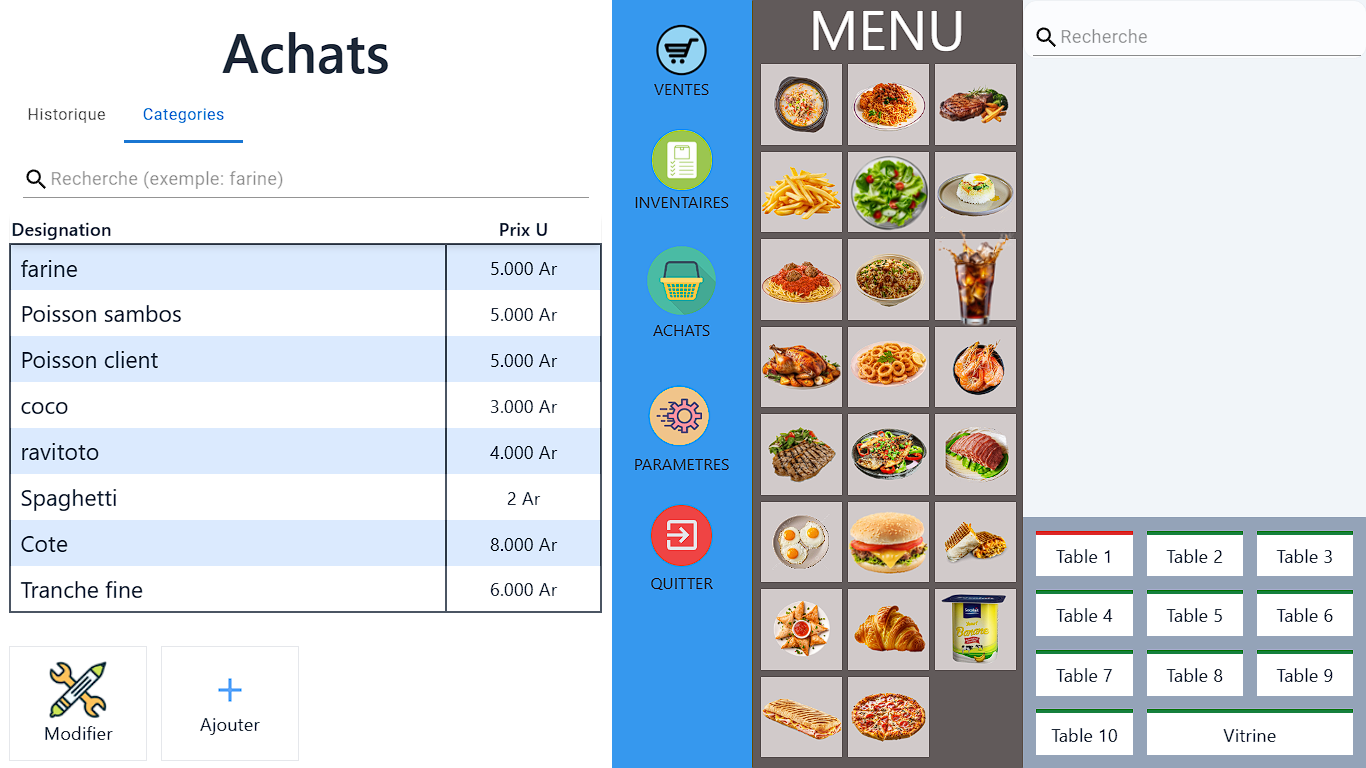 Achats
Historique
Categories
Recherche (exemple: farine)
Designation Prix U
farine 5.000 Ar
Poisson sambos 5.000 Ar
Poisson client 5.000 Ar
coco 3.000 Ar
ravitoto 4.000 Ar
Spaghetti 2 Ar
Cote 8.000 Ar
Tranche fine 6.000 Ar
Modifier
Ajouter
VENTES
INVENTAIRES
ACHATS
PARAMETRES
QUITTER
MENU
Banane
Recherche
Table 1
Table 2
Table 3
Table 4
Table 5
Table 6
Table 7
Table 8
Table 9
Table 10
Vitrine